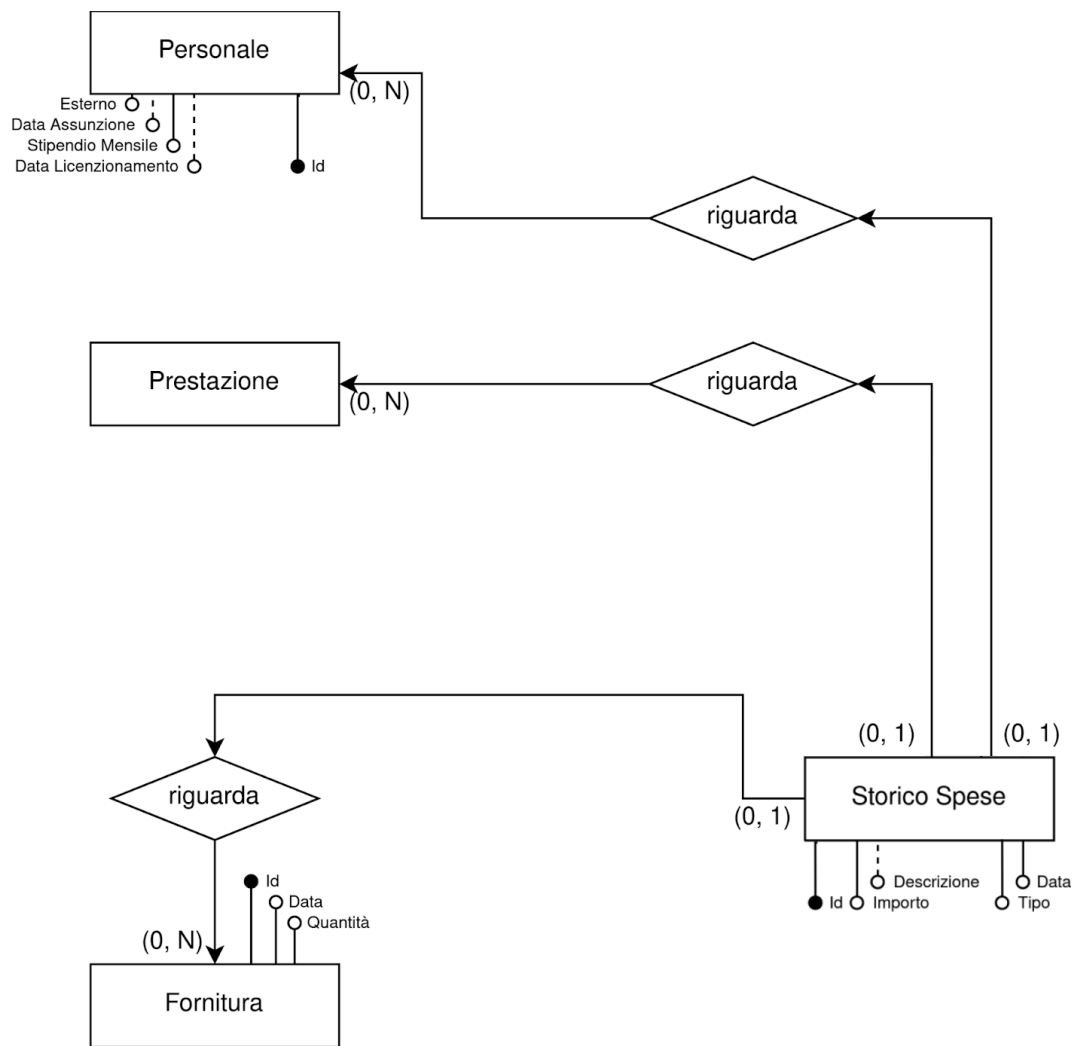 Personale
(0, N)
Esterno
Data Assunzione
Stipendio Mensile
Data Licenzionamento
Id
riguarda
Prestazione
riguarda
(0, N)
(0, 1)
(0, 1)
riguarda
Storico Spese
(0, 1)
Id
Descrizione
Data
Data
Id
Importo
Tipo
Quantità
(0, N)
Fornitura